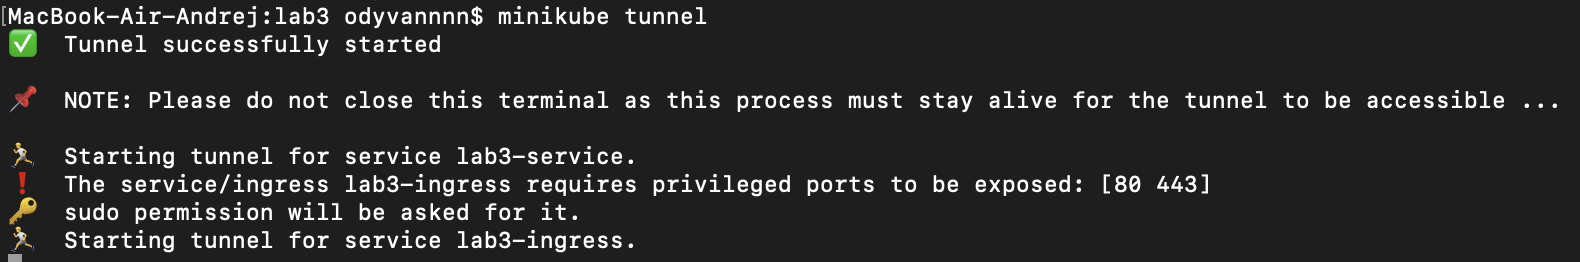 [MacBook-Air-Andrej:lab3 odyvannnn$ minikube tunnel
✅ Tunnel successfully started
📌 NOTE: Please do not close this terminal as this process must stay alive for the tunnel to be accessible ...
🏃 Starting tunnel for service lab3-service.
❗ The service/ingress lab3-ingress requires privileged ports to be exposed: [80 443]
🔑 sudo permission will be asked for it.
🏃 Starting tunnel for service lab3-ingress.